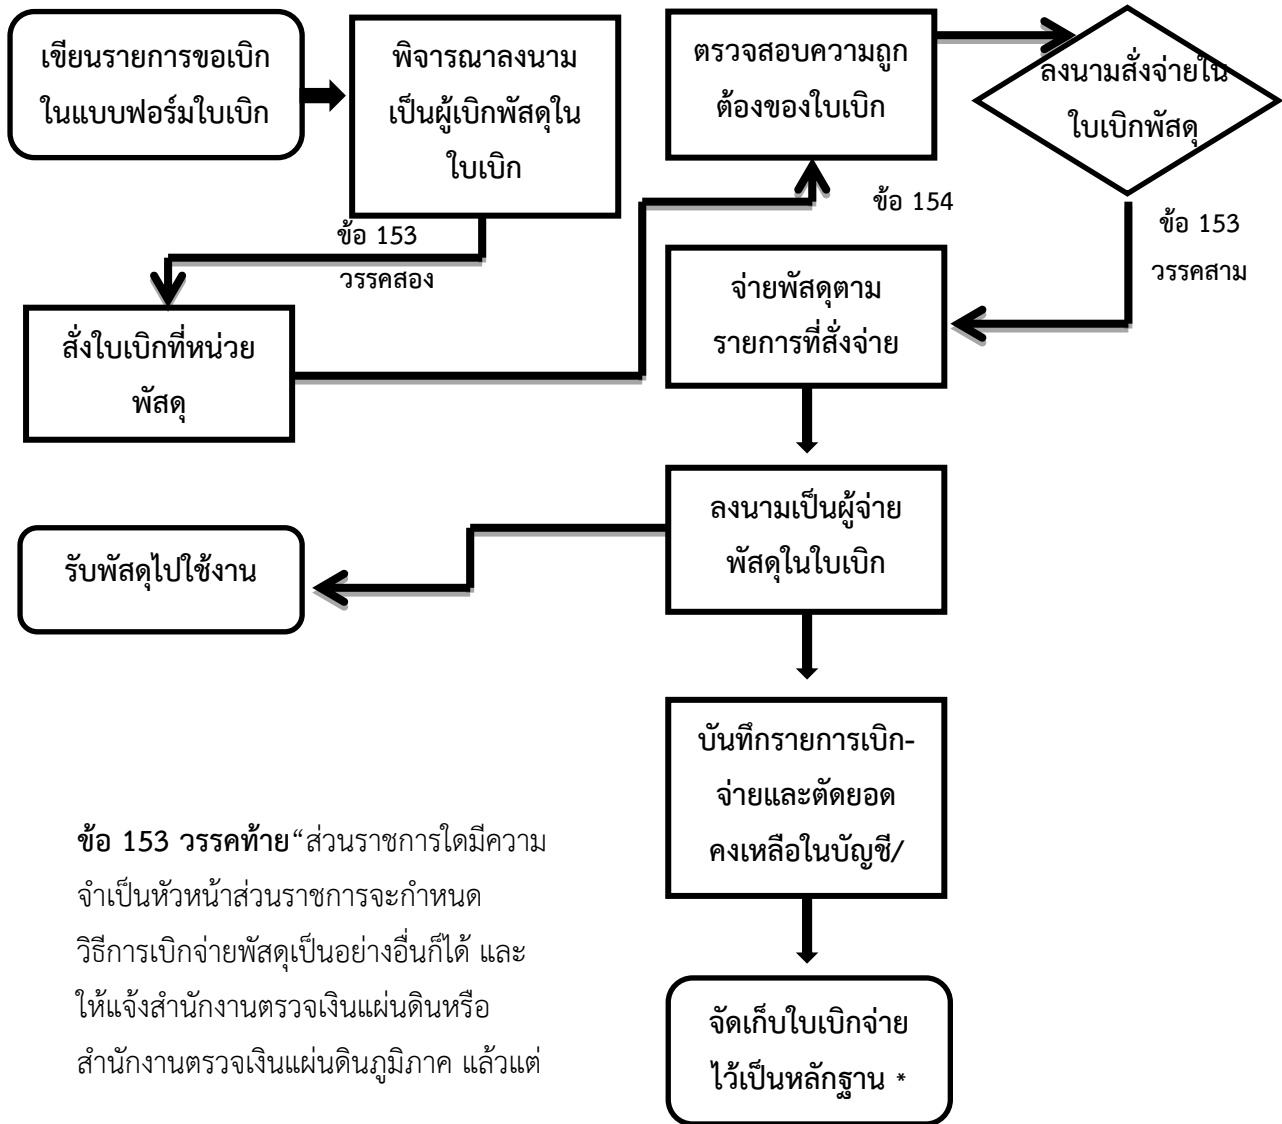 เขียนรายการขอเบิก
ในแบบฟอร์มใบเบิก
พิจารณาลงนาม
เป็นผู้เบิกพัสดุใน
ใบเบิก
ข้อ 153
วรรคสอง
สั่งใบเบิกที่หน่วย
พัสดุ
ตรวจสอบความถูก
ต้องของใบเบิก
ข้อ 154
ลงนามสั่งจ่ายใน
ใบเบิกพัสดุ
ข้อ 153
วรรคสาม
จ่ายพัสดุตาม
รายการที่สั่งจ่าย
ลงนามเป็นผู้จ่าย
พัสดุในใบเบิก
รับพัสดุไปใช้งาน
บันทึกรายการเบิก-
จ่ายและตัดยอด
คงเหลือในบัญชี/
จัดเก็บใบเบิกจ่าย
ไว้เป็นหลักฐาน *
ข้อ 153 วรรคท้าย“ส่วนราชการใดมีความ
จำเป็นหัวหน้าส่วนราชการจะกำหนด
วิธีการเบิกจ่ายพัสดุเป็นอย่างอื่นก็ได้ และ
ให้แจ้งสำนักงานตรวจเงินแผ่นดินหรือ
สำนักงานตรวจเงินแผ่นดินภูมิภาค แล้วแต่